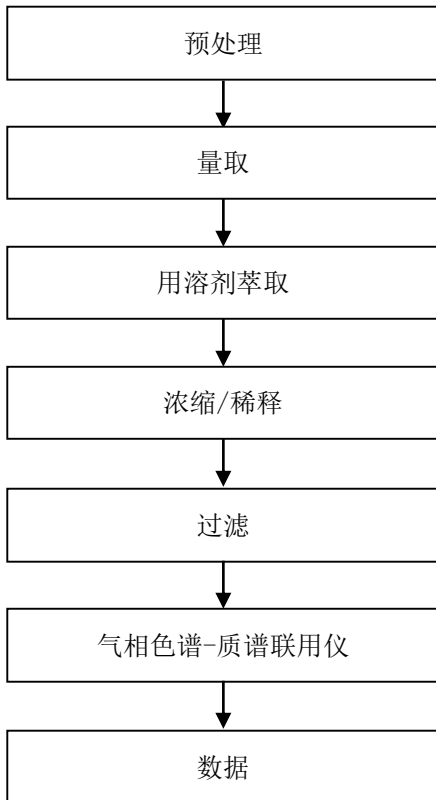 预处理
量取
用溶剂萃取
浓缩/稀释
过滤
气相色谱-质谱联用仪
数据